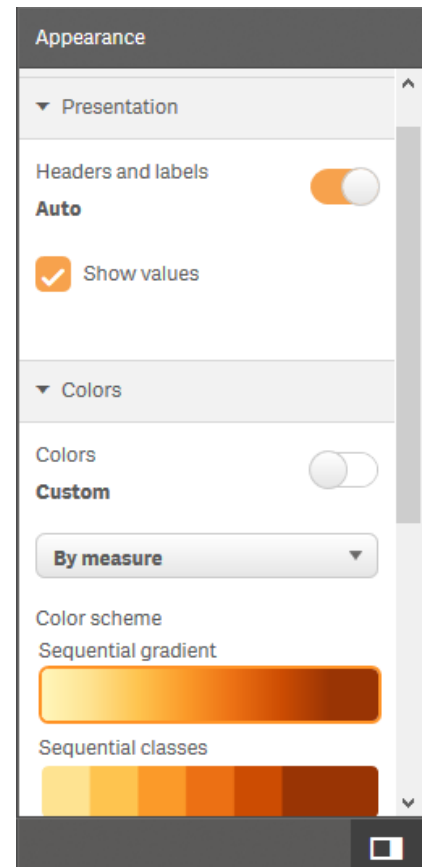 Appearance
Presentation
Headers and labels
Auto
Show values
Colors
Colors
Custom
By measure
Color scheme
Sequential gradient
Sequential classes